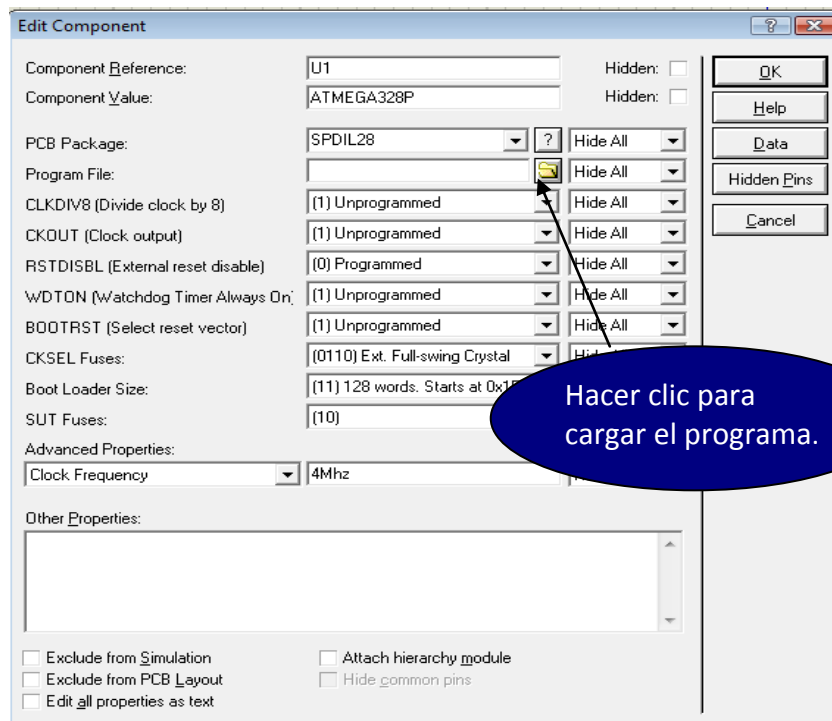 Edit Component
Component Reference: U1 Hidden: OK
Component Value: ATMEGA328P Hidden: Help
PCB Package: SPDIL28 ? Hide All Data
Program File: Hide All Hidden Pins
CLKDIV8 (Divide clock by 8) (1) Unprogrammed Hide All Cancel
CKOUT (Clock output) (1) Unprogrammed Hide All
RSTDISBL (External reset disable) (0) Programmed Hide All
WDTON (Watchdog Timer Always On) (1) Unprogrammed Hide All
BOOTRST (Select reset vector) (1) Unprogrammed Hide All
CKSEL Fuses: (0110) Ext. Full-swing Crystal
Boot Loader Size: (11) 128 words. Starts at
SUT Fuses: (10)
Hacer clic para
cargar el programa.
Advanced Properties:
Clock Frequency 4Mhz
Other Properties:
Exclude from Simulation Attach hierarchy module
Exclude from PCB Layout Hide common pins
Edit all properties as text